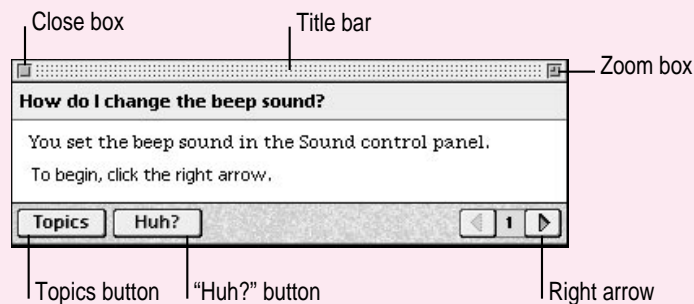 Close box
Title bar
Zoom box
How do I change the beep sound?
You set the beep sound in the Sound control panel.
To begin, click the right arrow.
Topics Huh? 1
Topics button “Huh?” button Right arrow